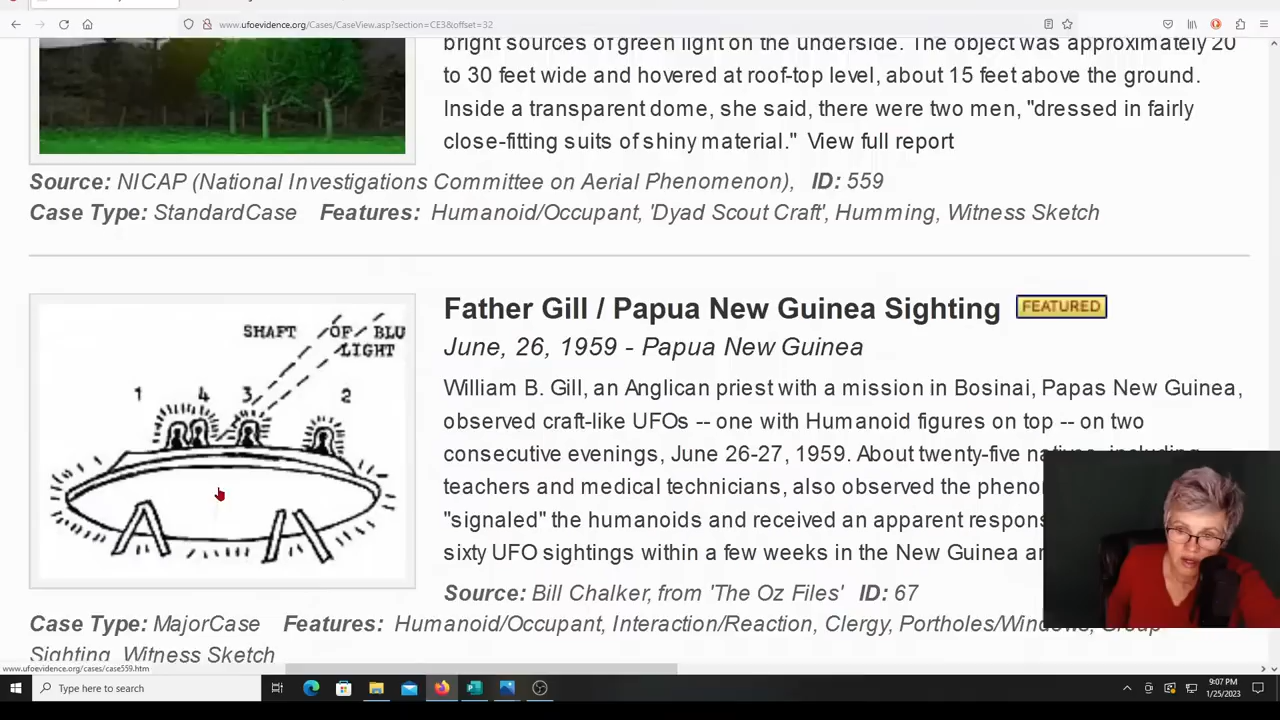 www.ufoevidence.org/Cases/CaseView.asp?section=CE3&offset=32
bright sources of green light on the underside. The object was approximately 20
to 30 feet wide and hovered at roof-top level, about 15 feet above the ground.
Inside a transparent dome, she said, there were two men, "dressed in fairly
close-fitting suits of shiny material." View full report
Source: NICAP (National Investigations Committee on Aerial Phenomenon), ID: 559
Case Type: StandardCase Features: Humanoid/Occupant, 'Dyad Scout Craft', Humming, Witness Sketch
SHAFT OF BLU
LIGHT
1 4 3 2
Father Gill / Papua New Guinea Sighting FEATURED
June, 26, 1959 - Papua New Guinea
William B. Gill, an Anglican priest with a mission in Bosinai, Papas New Guinea,
observed craft-like UFOs -- one with Humanoid figures on top -- on two
consecutive evenings, June 26-27, 1959. About twenty-five natives, including
teachers and medical technicians, also observed the pheno
"signaled" the humanoids and received an apparent respons
sixty UFO sightings within a few weeks in the New Guinea
Source: Bill Chalker, from 'The Oz Files' ID: 67
Case Type: MajorCase Features: Humanoid/Occupant, Interaction/Reaction, Clergy, Portholes/Windows, Group
Sighting, Witness Sketch
www.ufoevidence.org/cases/case559.htm
Type here to search
9:07 PM
1/25/2023